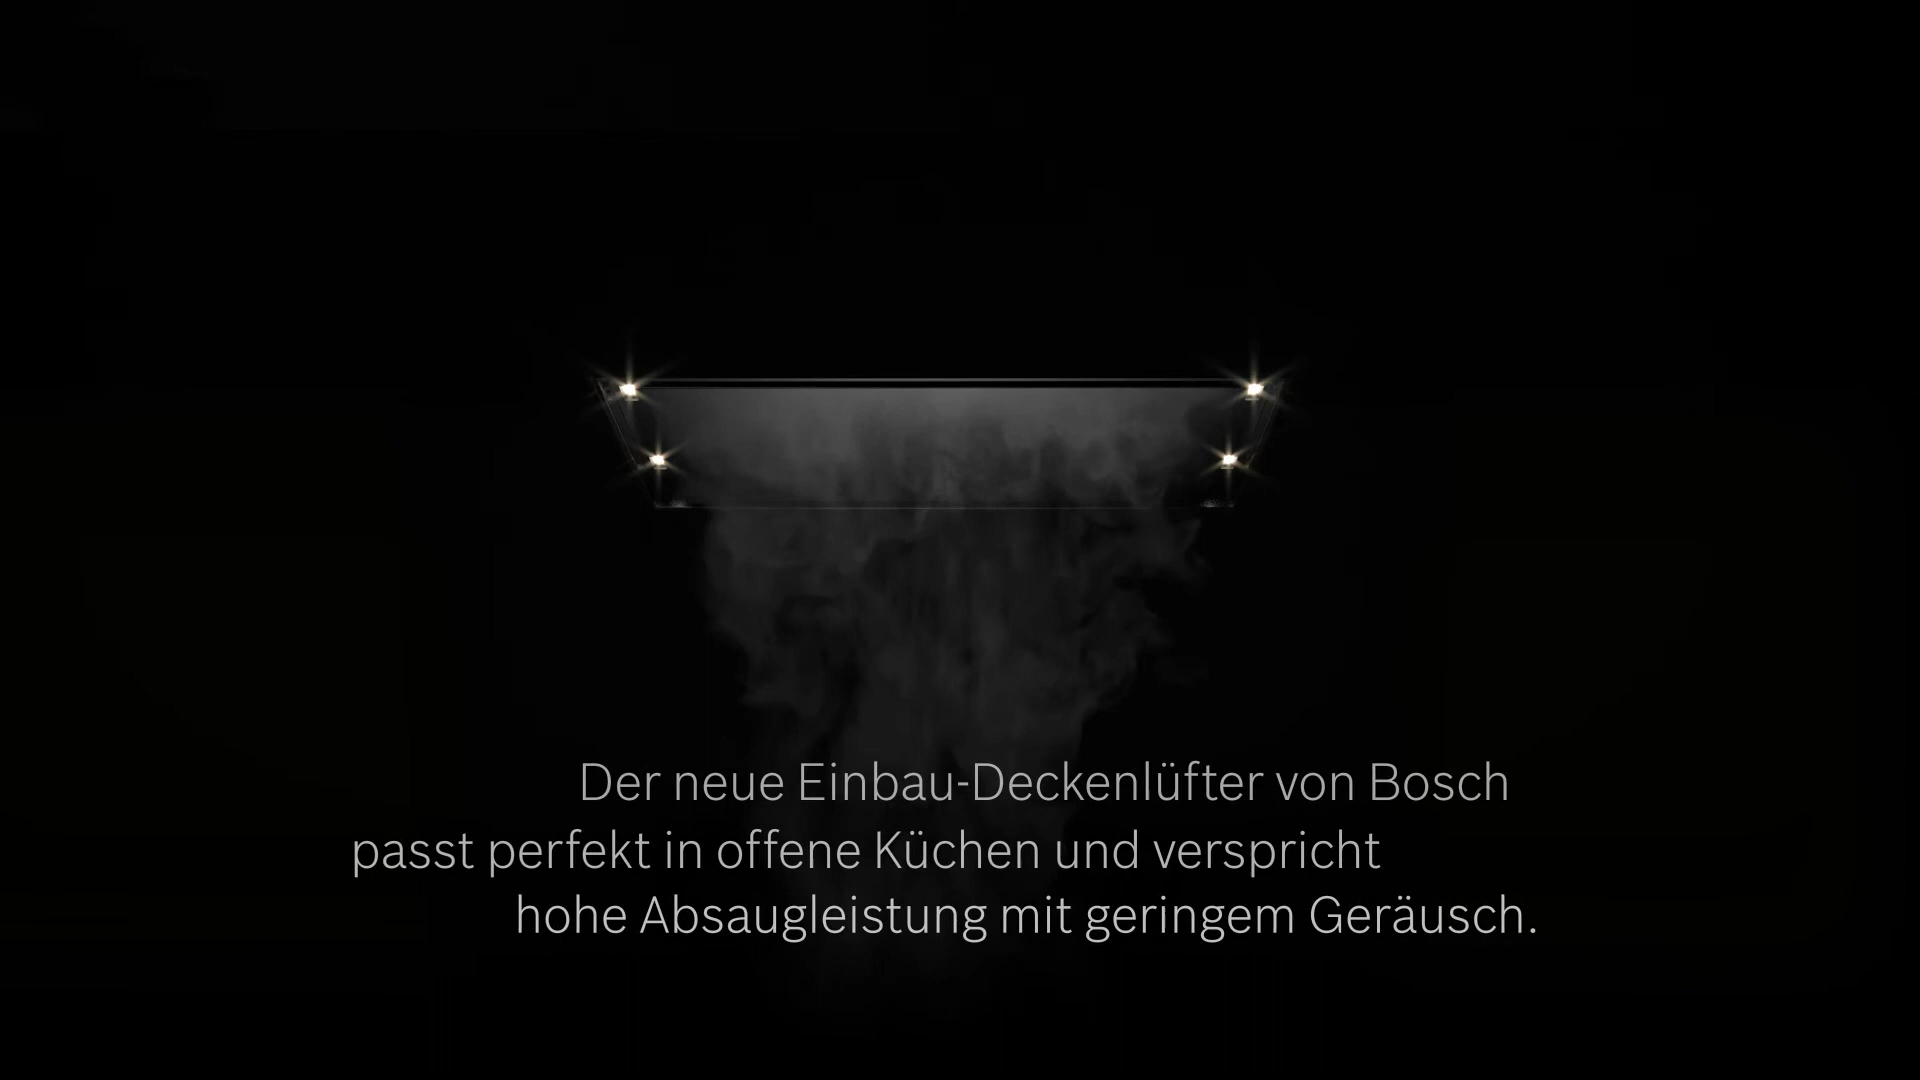 Der neue Einbau-Deckenlüfter von Bosch
passt perfekt in offene Küchen und verspricht
hohe Absaugleistung mit geringem Geräusch.